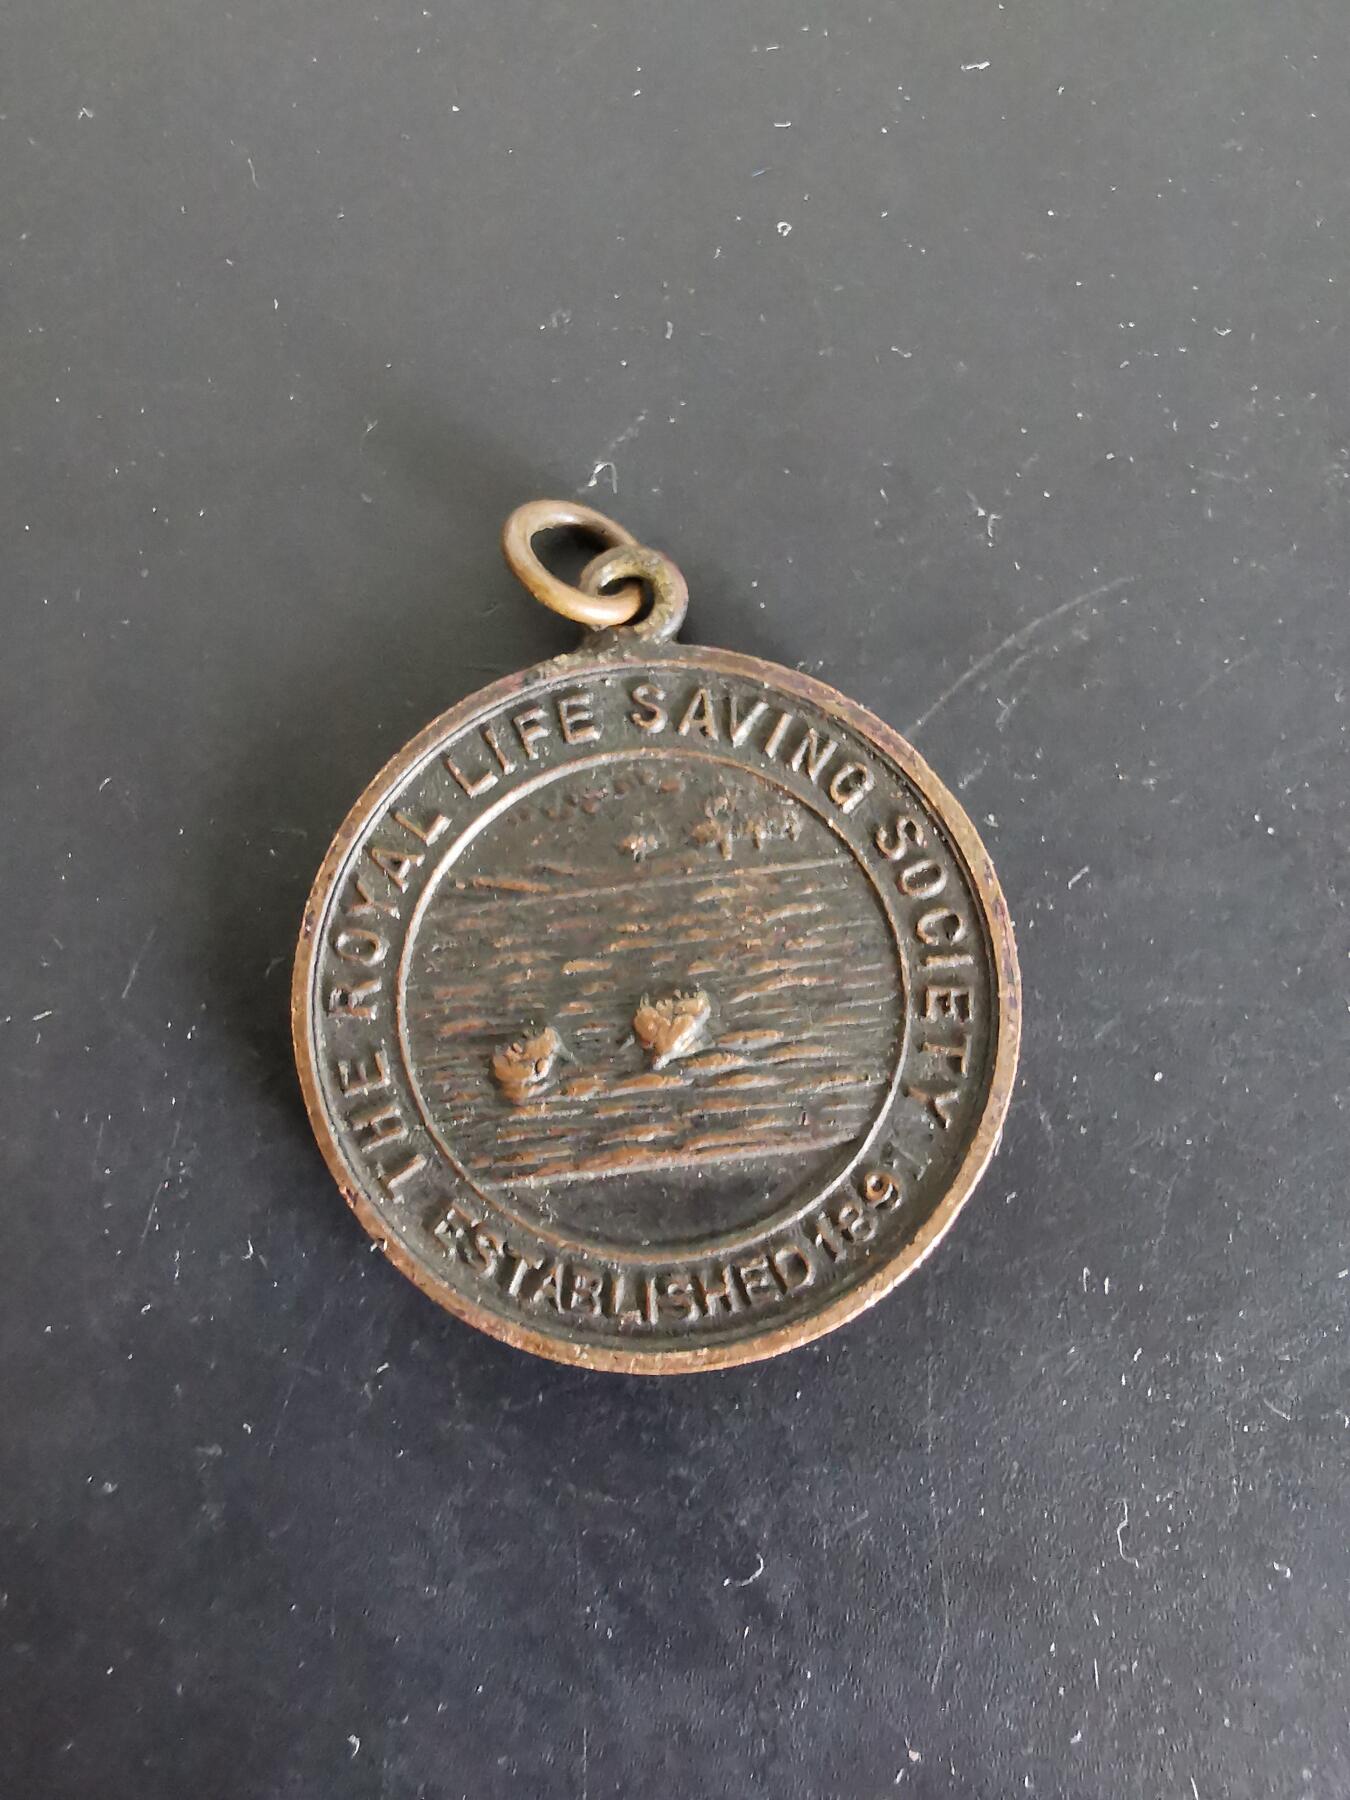 THE ROYAL LIFE SAVING SOCIETY
ESTABLISHED 1891